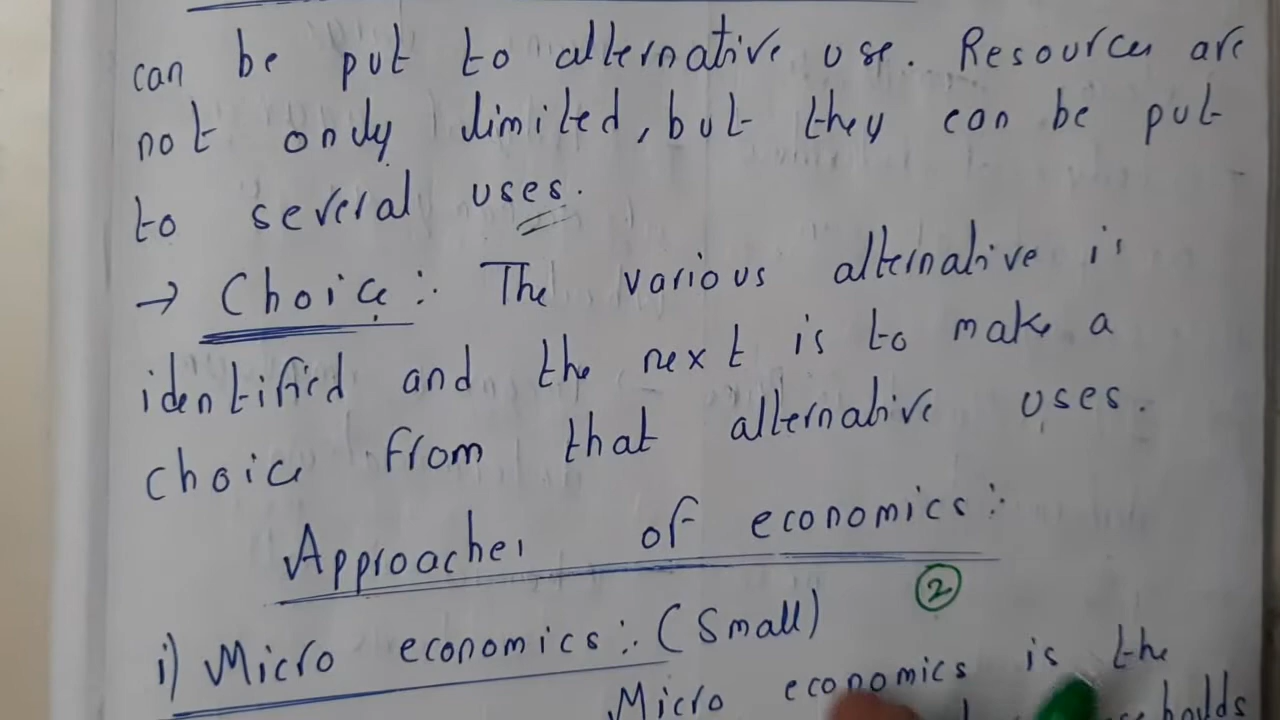 can be put to alternative use. Resources are
not only limited, but they can be put
to several uses.
→ Choice :- The various alternative is
identified and the next is to make a
choice from that alternative uses.
Approaches of economics :-
2
i) Micro economics :- (Small)
Micro economics is the